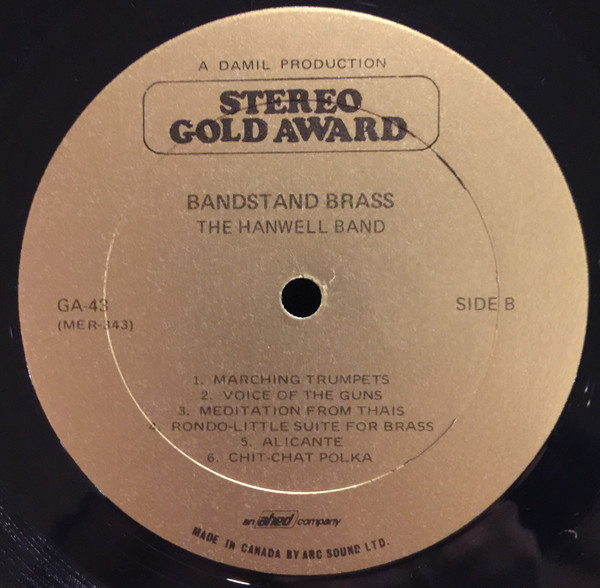 A DAMIL PRODUCTION
STEREO
GOLD AWARD
BANDSTAND BRASS
THE HANWELL BAND
GA-43
(MER-343)
SIDE B
1. MARCHING TRUMPETS
2. VOICE OF THE GUNS
3. MEDITATION FROM THAIS
4. RONDO-LITTLE SUITE FOR BRASS
5. ALICANTE
6. CHIT-CHAT POLKA
an ahed company
MADE IN CANADA BY ARC SOUND LTD.